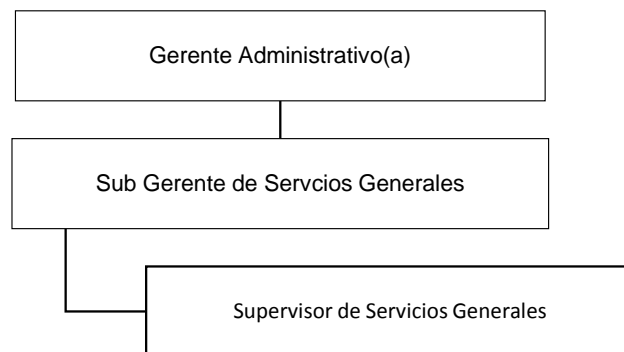 Gerente Administrativo(a)
Sub Gerente de Servcios Generales
Supervisor de Servicios Generales